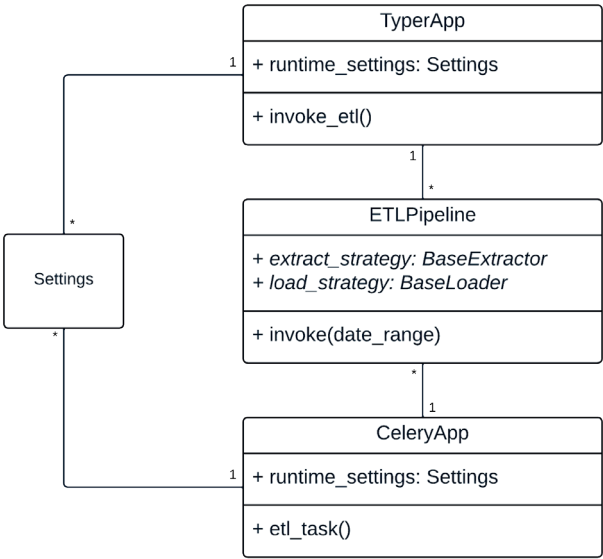 TyperApp
+ runtime_settings: Settings
+ invoke_etl()
1
*
1
*
ETLPipeline
+ extract_strategy: BaseExtractor
+ load_strategy: BaseLoader
+ invoke(date_range)
Settings
*
*
1
CeleryApp
+ runtime_settings: Settings
1
+ etl_task()